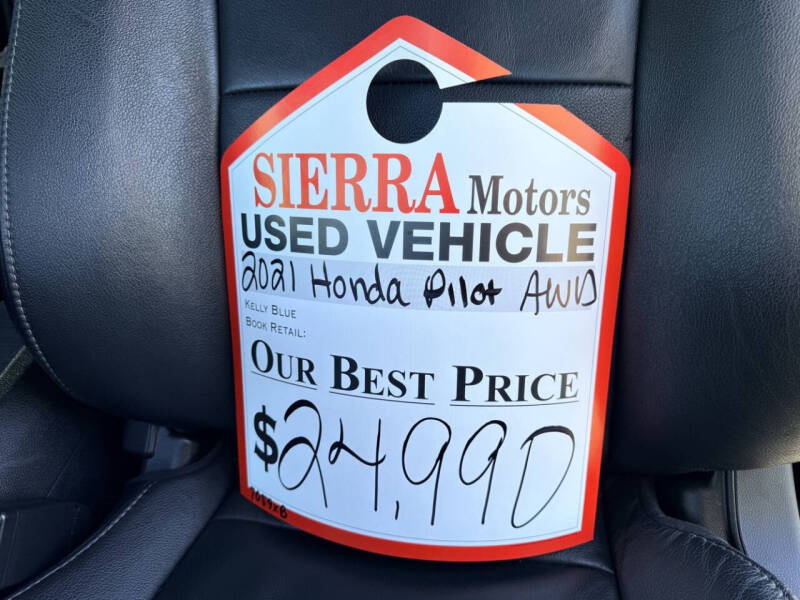 SIERRA Motors
USED VEHICLE
2021 Honda Pilot AWD
KELLY BLUE
BOOK RETAIL:
OUR BEST PRICE
$24,990